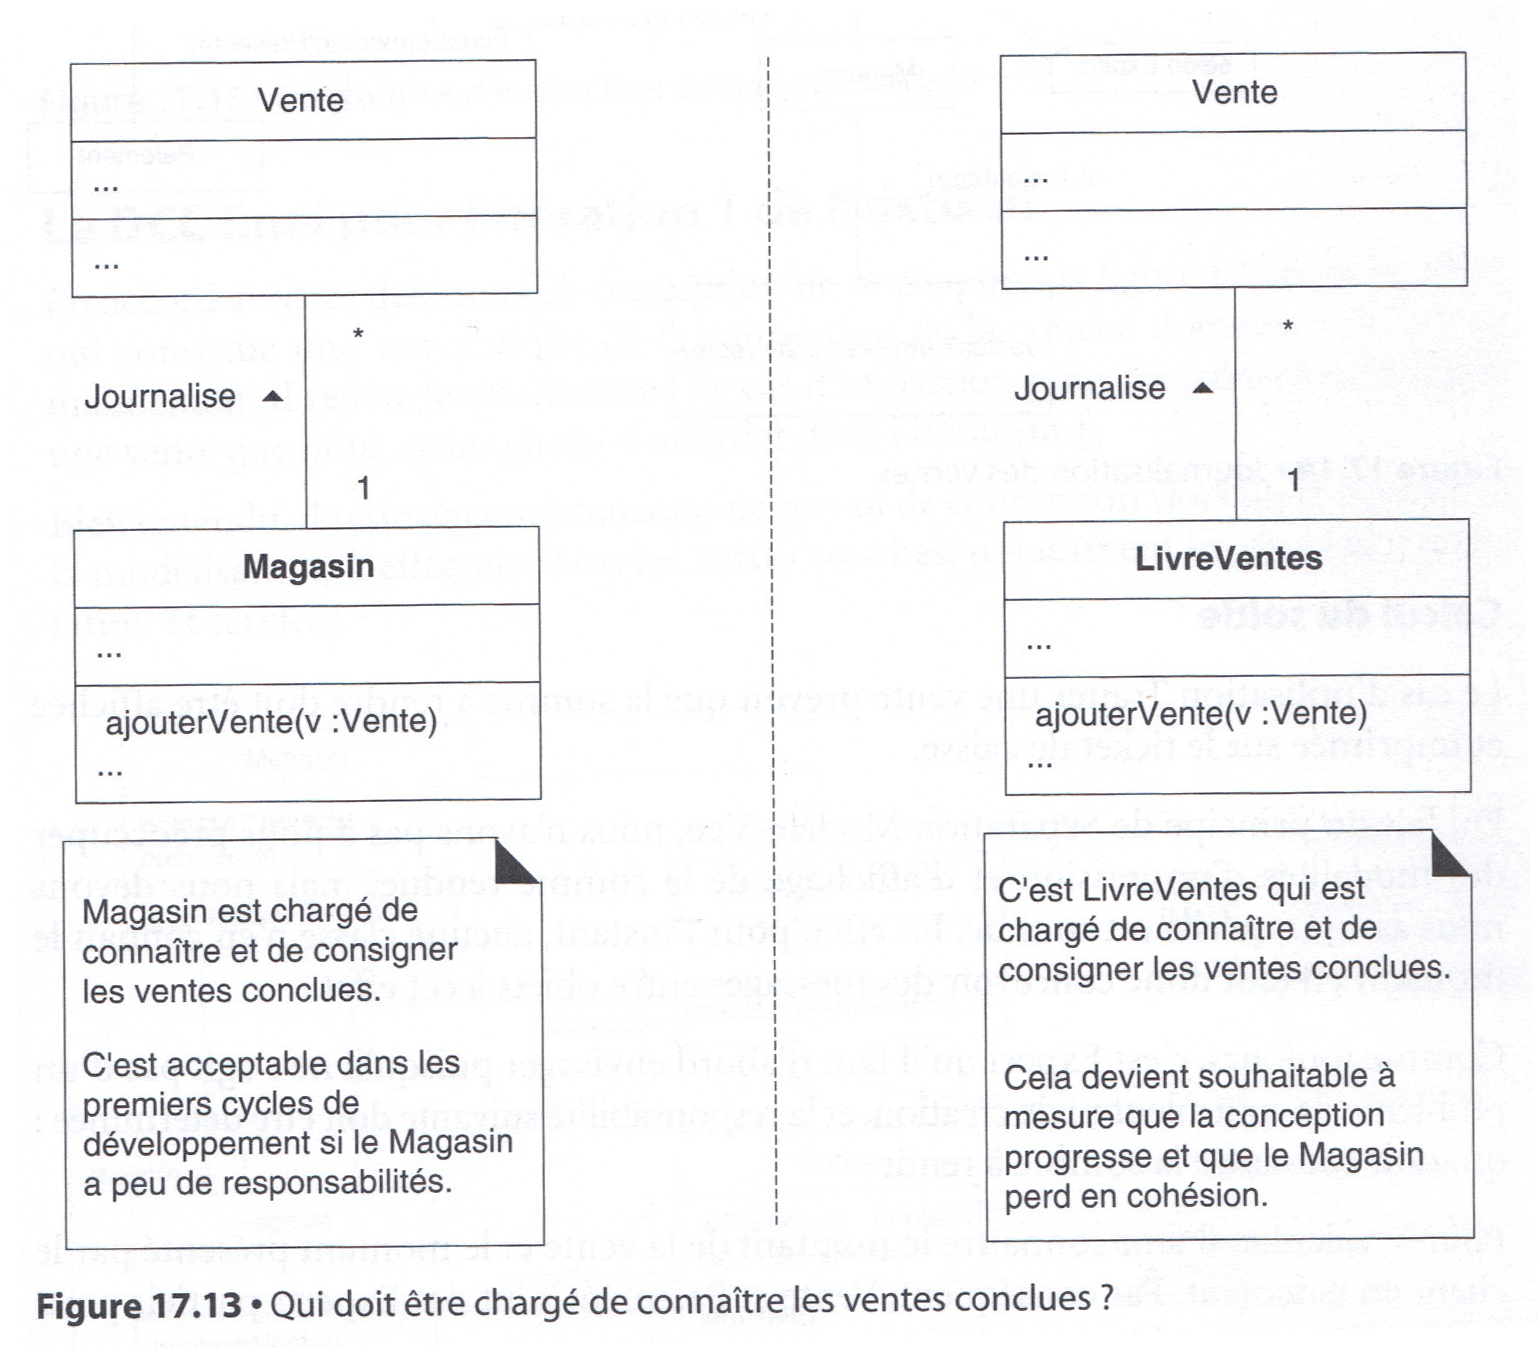 Vente
...
...
*
Journalise ▲
1
Magasin
...
ajouterVente(v :Vente)
...
Magasin est chargé de
connaître et de consigner
les ventes conclues.
C'est acceptable dans les
premiers cycles de
développement si le Magasin
a peu de responsabilités.
Vente
...
...
*
Journalise ▲
1
LivreVentes
...
ajouterVente(v :Vente)
...
C'est LivreVentes qui est
chargé de connaître et de
consigner les ventes conclues.
Cela devient souhaitable à
mesure que la conception
progresse et que le Magasin
perd en cohésion.
Figure 17.13 • Qui doit être chargé de connaître les ventes conclues ?